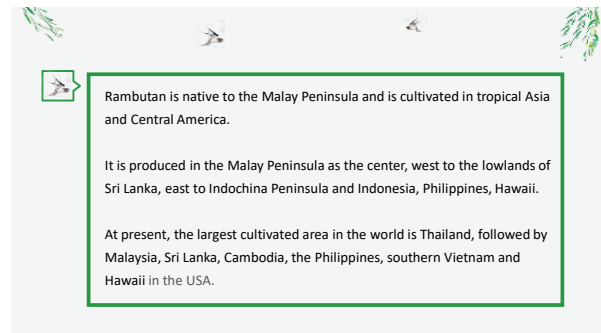 Rambutan is native to the Malay Peninsula and is cultivated in tropical Asia
and Central America.
It is produced in the Malay Peninsula as the center, west to the lowlands of
Sri Lanka, east to Indochina Peninsula and Indonesia, Philippines, Hawaii.
At present, the largest cultivated area in the world is Thailand, followed by
Malaysia, Sri Lanka, Cambodia, the Philippines, southern Vietnam and
Hawaii in the USA.